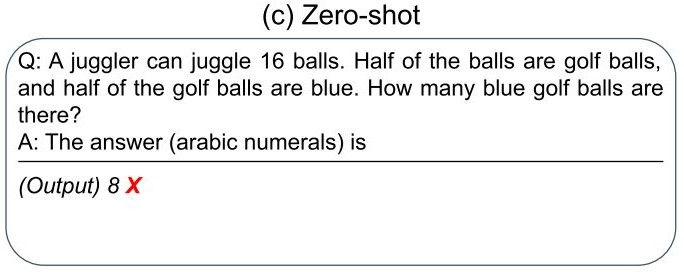 (c) Zero-shot
Q: A juggler can juggle 16 balls. Half of the balls are golf balls,
and half of the golf balls are blue. How many blue golf balls are
there?
A: The answer (arabic numerals) is
(Output) 8 X